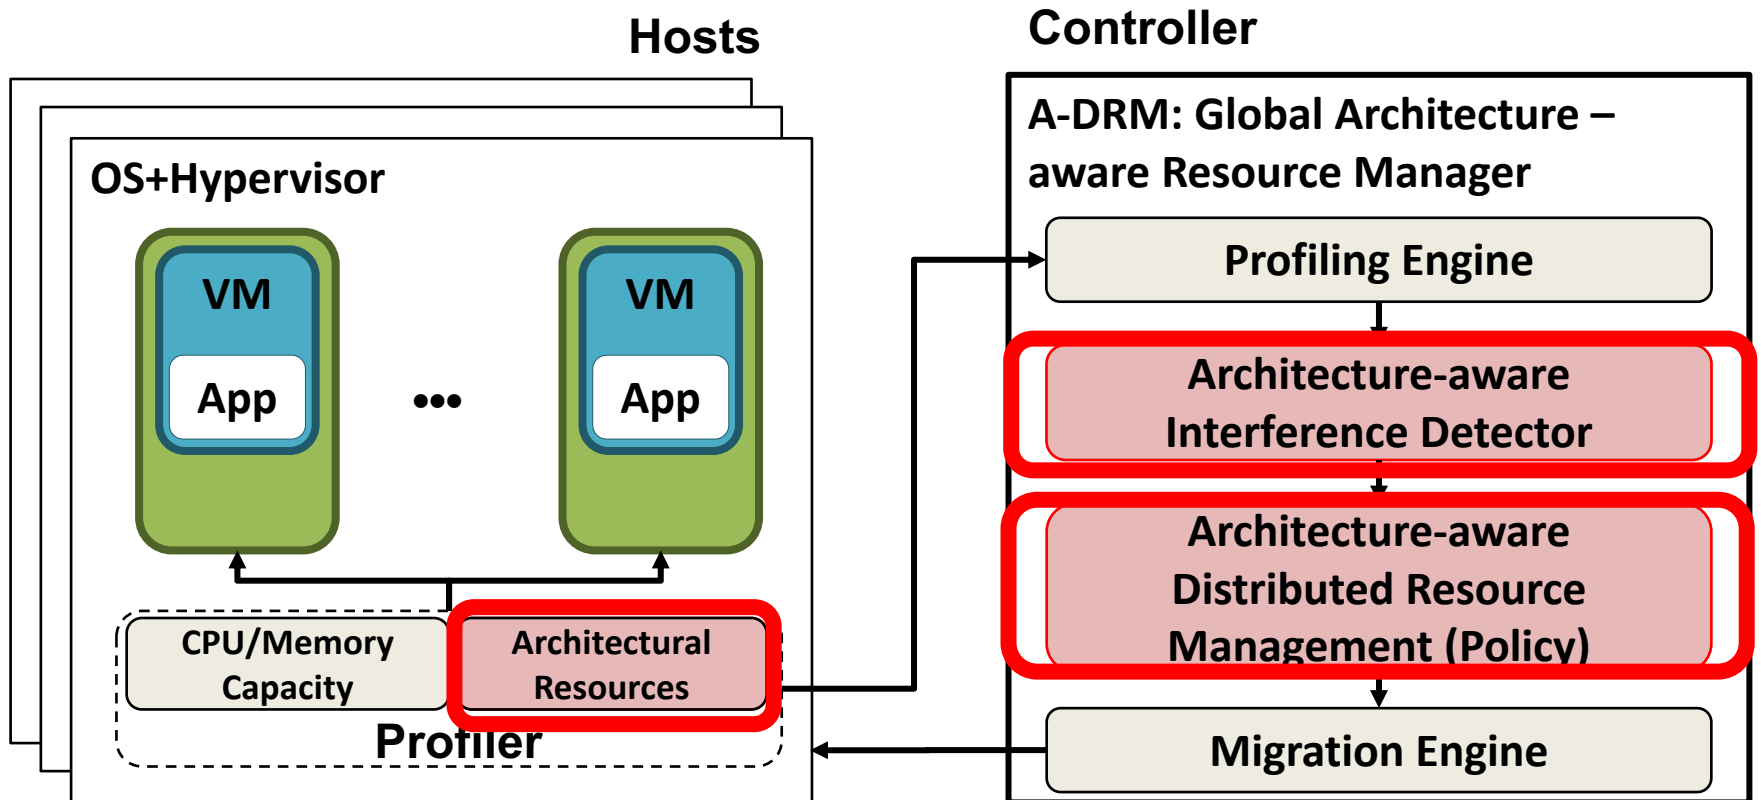 Hosts
Controller
OS+Hypervisor
VM
App
•••
VM
App
CPU/Memory
Capacity
Architectural
Resources
Profiler
A-DRM: Global Architecture –
aware Resource Manager
Profiling Engine
Architecture-aware
Interference Detector
Architecture-aware
Distributed Resource
Management (Policy)
Migration Engine